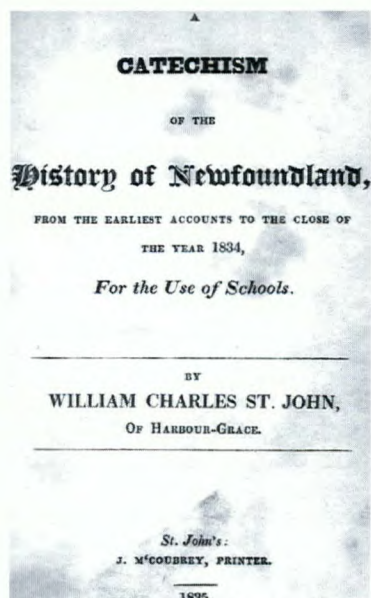 A
CATECHISM
OF THE
History of Newfoundland,
FROM THE EARLIEST ACCOUNTS TO THE CLOSE OF
THE YEAR 1834,
For the Use of Schools.
BY
WILLIAM CHARLES ST. JOHN,
OF HARBOUR-GRACE.
St. John's:
J. M‘COUBREY, PRINTER.
1835